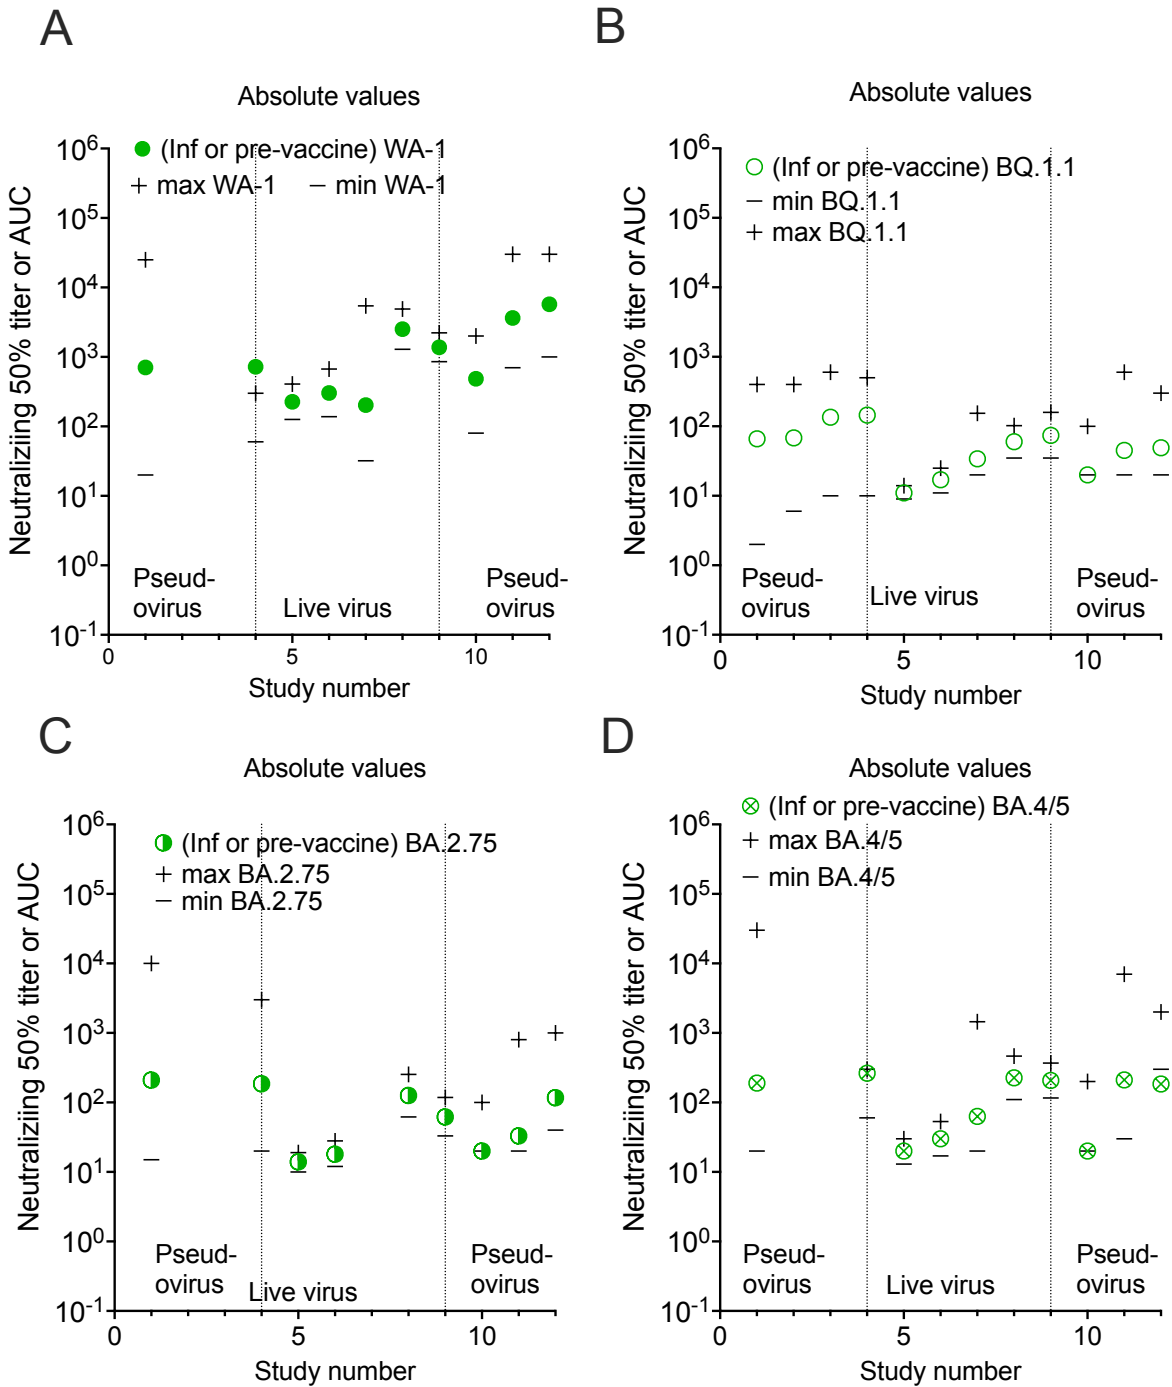 A
Absolute values
(Inf or pre-vaccine) WA-1
+ max WA-1 − min WA-1
Neutraliziing 50% titer or AUC
10^6
10^5
10^4
10^3
10^2
10^1
10^0
10^-1
Pseud-
ovirus
Live virus
Pseud-
ovirus
0 5 10
Study number
B
Absolute values
(Inf or pre-vaccine) BQ.1.1
− min BQ.1.1
+ max BQ.1.1
Neutraliziing 50% titer or AUC
10^6
10^5
10^4
10^3
10^2
10^1
10^0
10^-1
Pseud-
ovirus
Live virus
Pseud-
ovirus
0 5 10
Study number
C
Absolute values
(Inf or pre-vaccine) BA.2.75
+ max BA.2.75
− min BA.2.75
Neutraliziing 50% titer or AUC
10^6
10^5
10^4
10^3
10^2
10^1
10^0
10^-1
Pseud-
ovirus
Live virus
Pseud-
ovirus
0 5 10
Study number
D
Absolute values
(Inf or pre-vaccine) BA.4/5
+ max BA.4/5
− min BA.4/5
Neutraliziing 50% titer or AUC
10^6
10^5
10^4
10^3
10^2
10^1
10^0
10^-1
Pseud-
ovirus
Live virus
Pseud-
ovirus
0 5 10
Study number